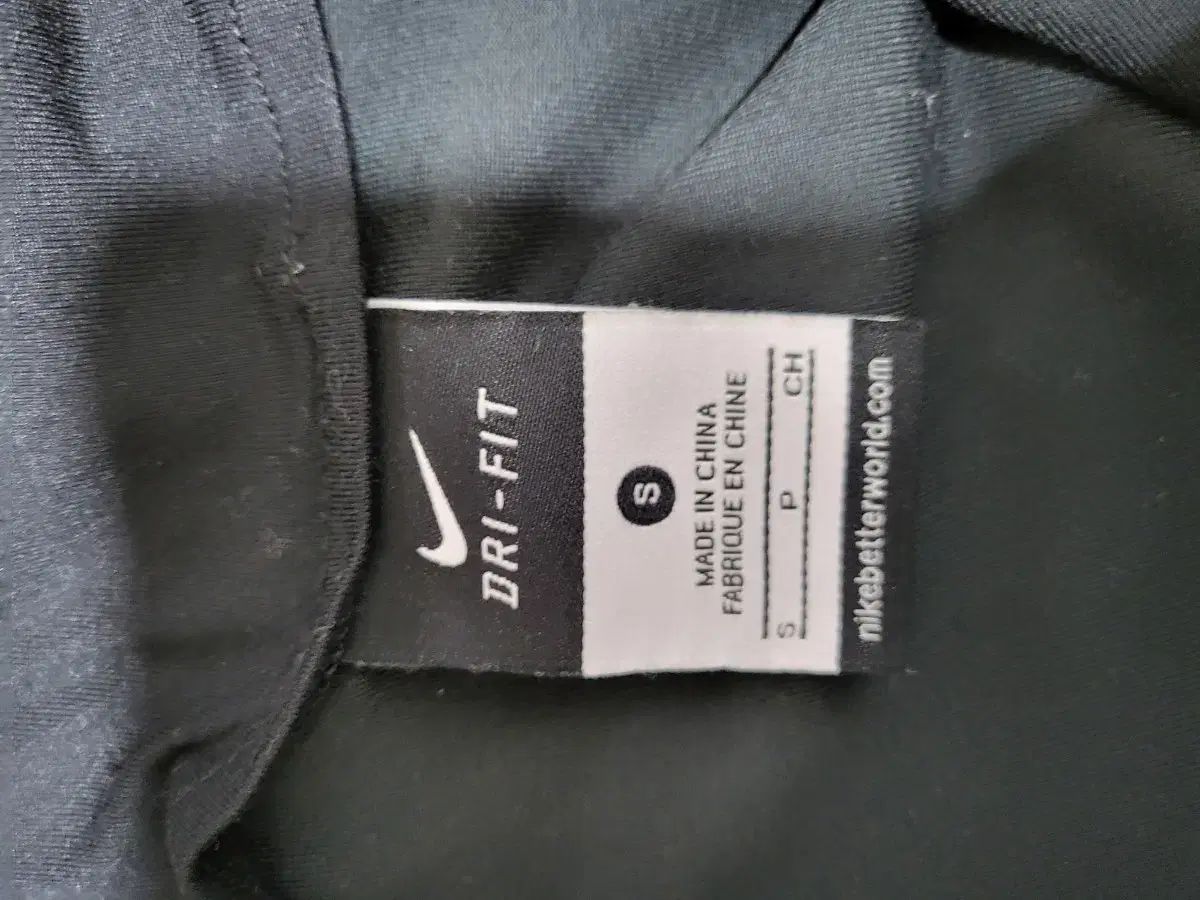 DRI-FIT
S
MADE IN CHINA
FABRIQUE EN CHINE
S P CH
nikebetterworld.com